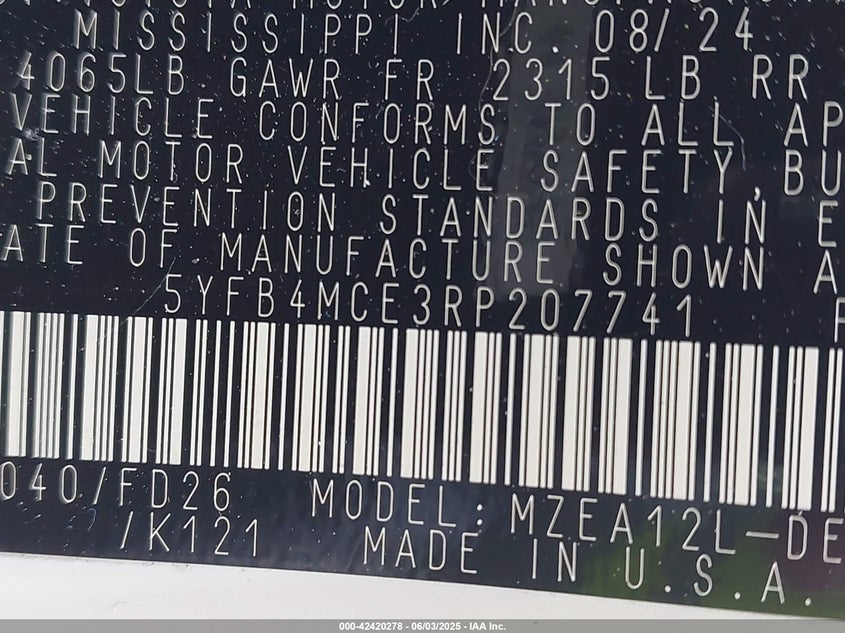 MISSISSIPPI INC. 08/24
4065LB GAWR FR 2315 LB RR
VEHICLE CONFORMS TO ALL AP
AL MOTOR VEHICLE SAFETY, BU
PREVENTION STANDARDS IN E
ATE OF MANUFACTURE SHOWN A
5YFB4MCE3RP207741
040/FD26 MODEL: MZEA12L-DE
/K121 MADE IN U.S.A.
000-42420278 - 06/03/2025 - IAA Inc.